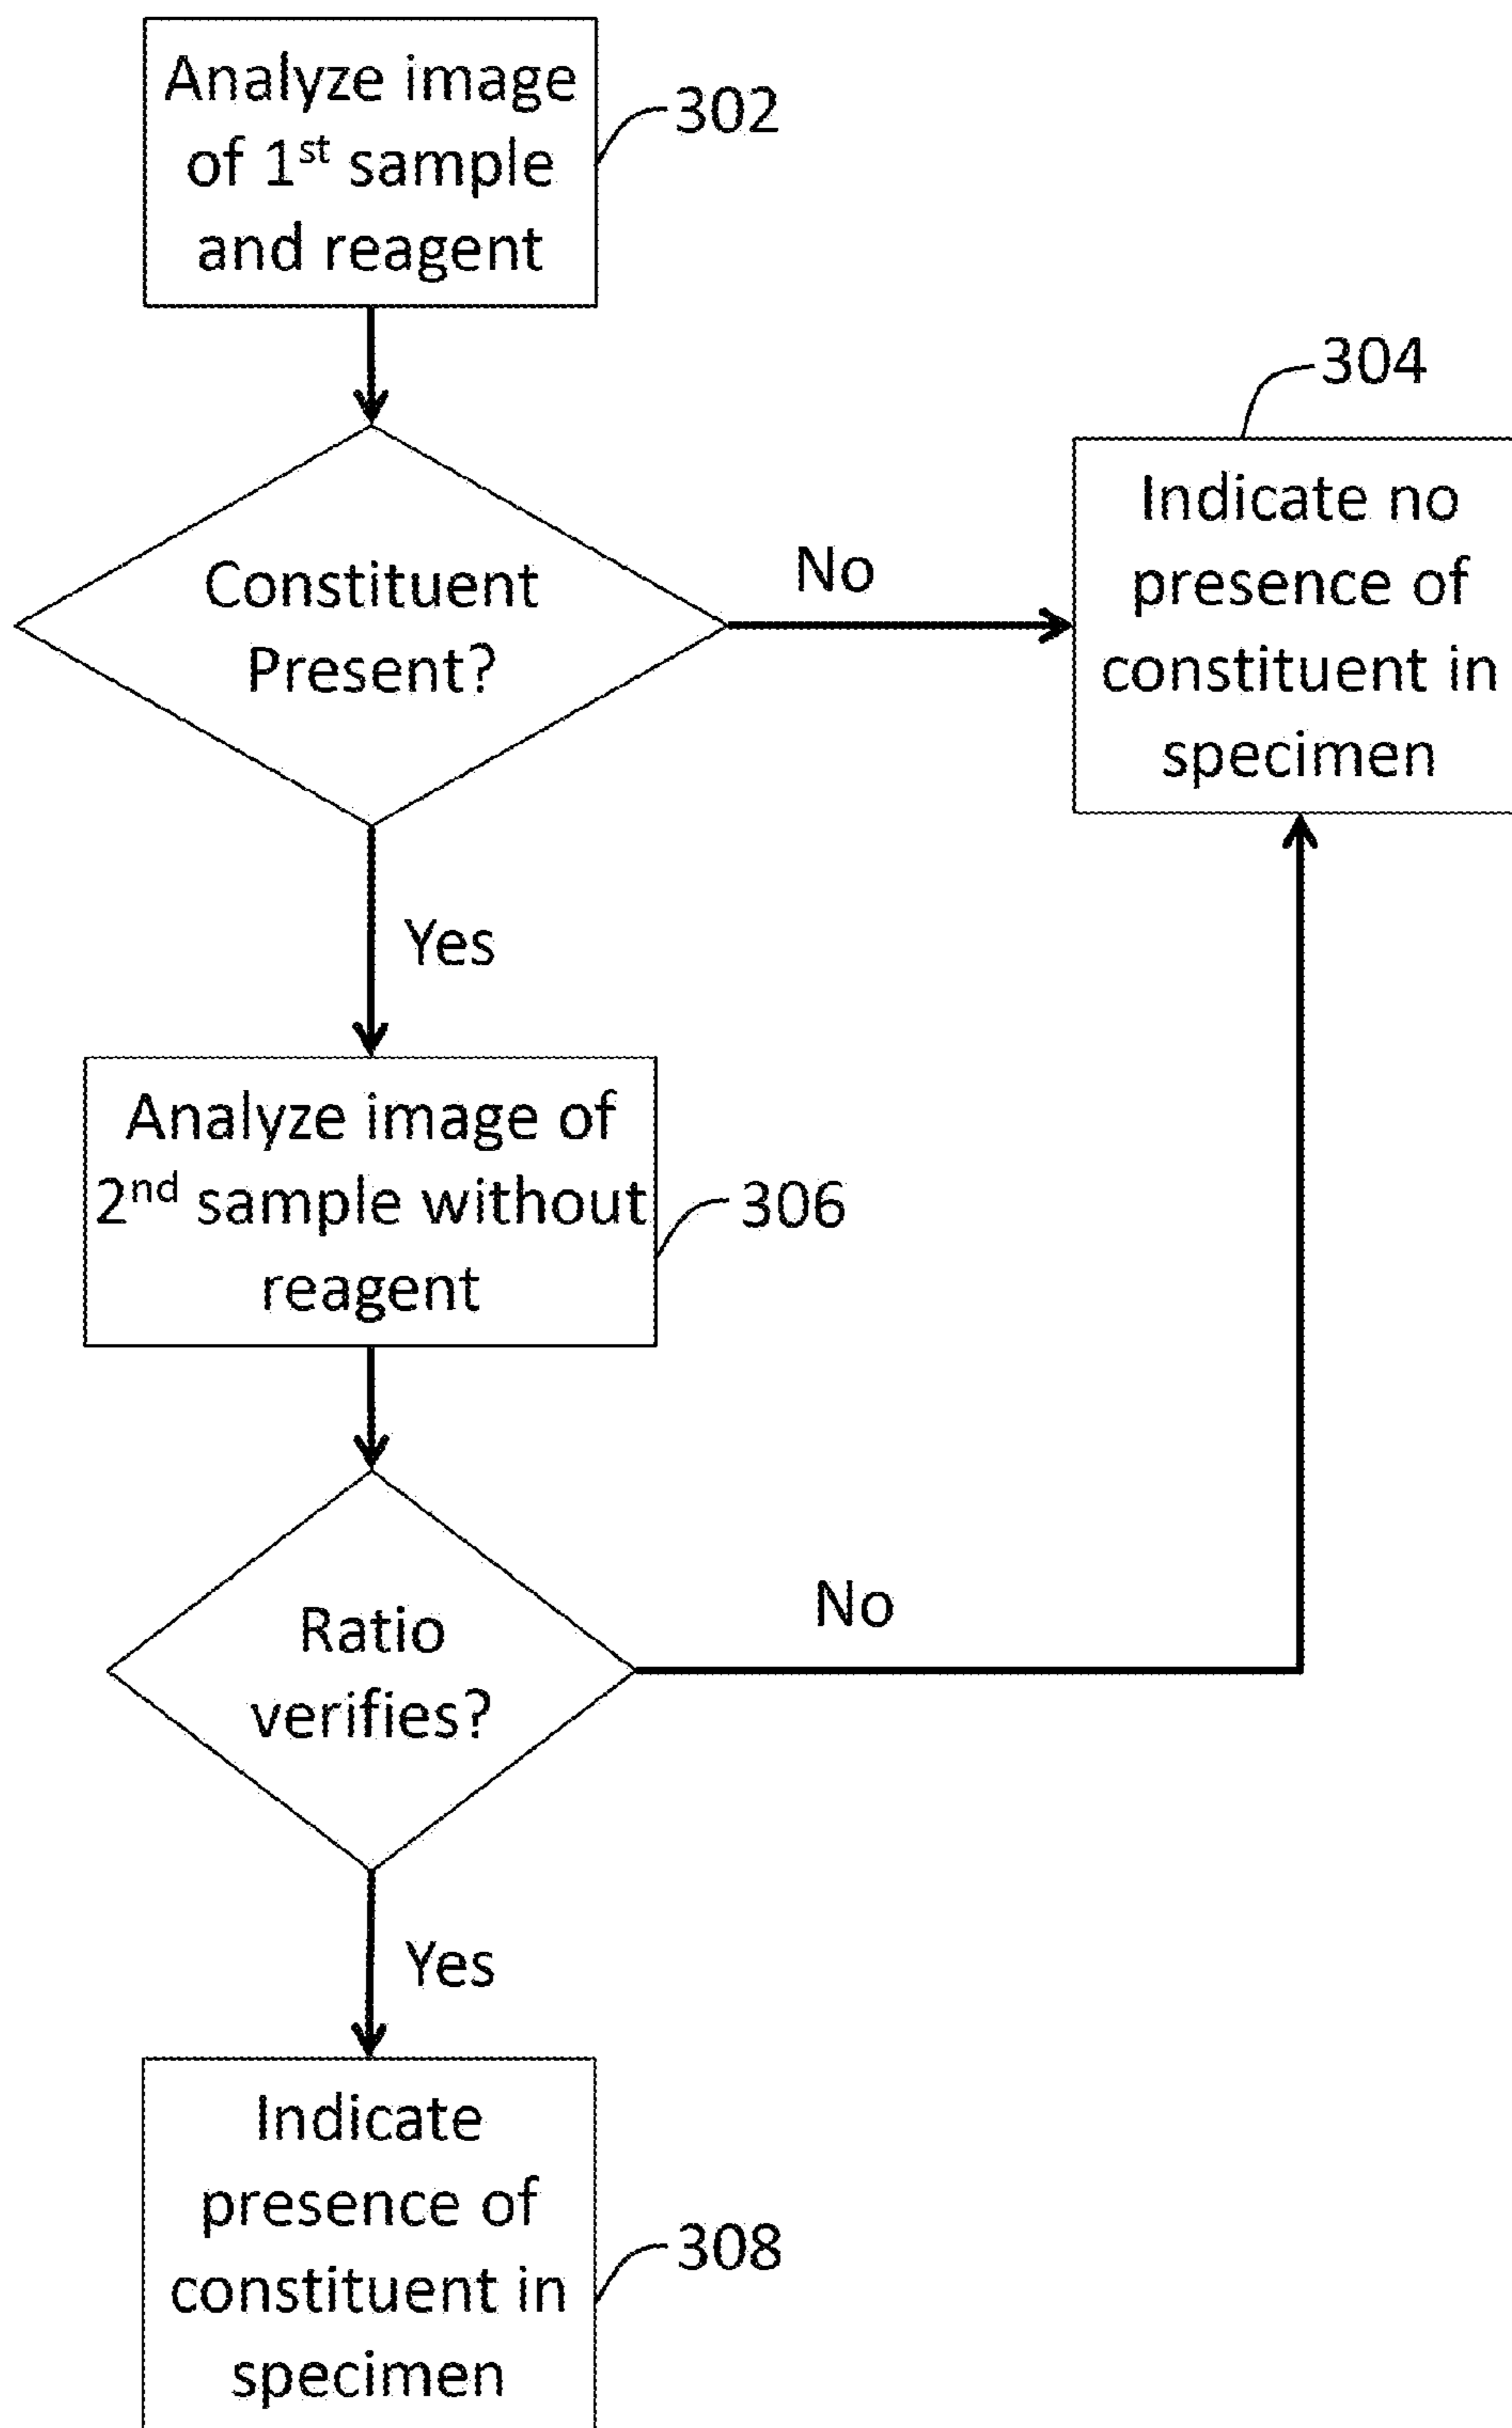 Analyze image
of 1st sample
and reagent
302
304
Constituent
Present?
No
Indicate no
presence of
constituent in
specimen
Yes
Analyze image of
2nd sample without
reagent
306
Ratio
verifies?
No
Yes
Indicate
presence of
constituent in
specimen
308